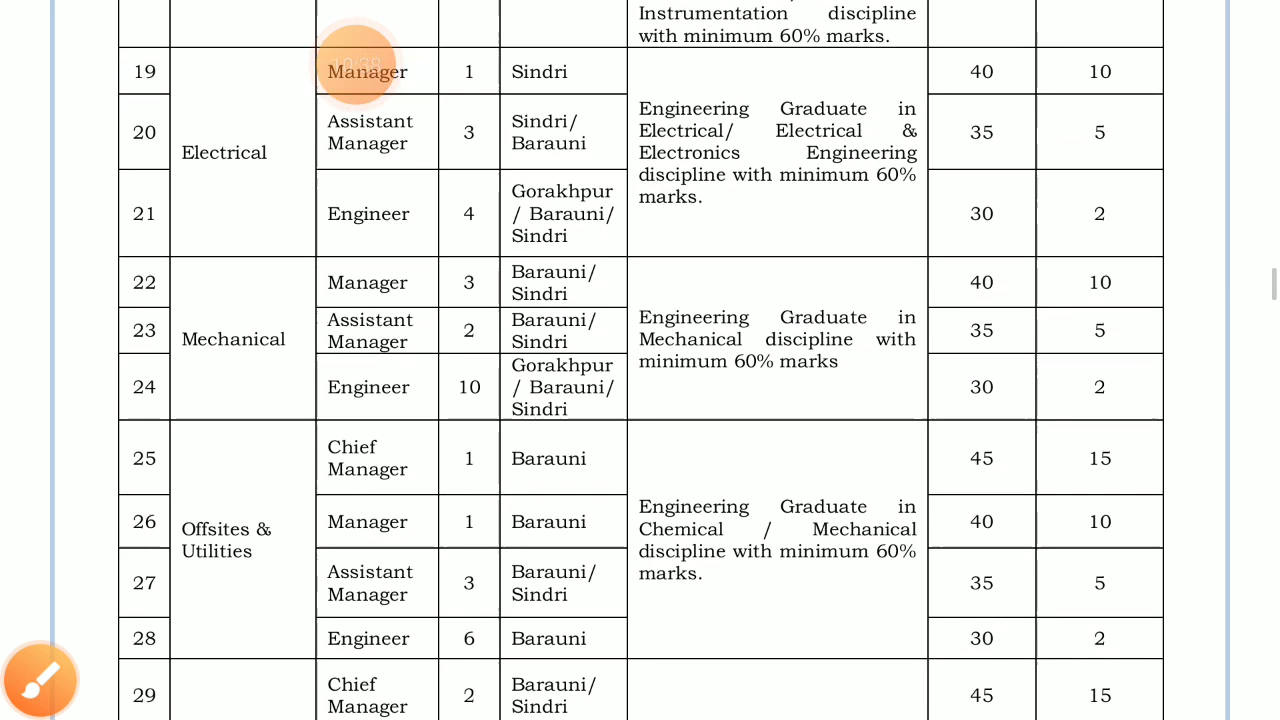 Instrumentation discipline
with minimum 60% marks.
19
Electrical
Manager
1
Sindri
Engineering Graduate in
Electrical/ Electrical &
Electronics Engineering
discipline with minimum 60%
marks.
40
10
20
Assistant
Manager
3
Sindri/
Barauni
35
5
21
Engineer
4
Gorakhpur
/ Barauni/
Sindri
30
2
22
Mechanical
Manager
3
Barauni/
Sindri
Engineering Graduate in
Mechanical discipline with
minimum 60% marks
40
10
23
Assistant
Manager
2
Barauni/
Sindri
35
5
24
Engineer
10
Gorakhpur
/ Barauni/
Sindri
30
2
25
Offsites &
Utilities
Chief
Manager
1
Barauni
Engineering Graduate in
Chemical / Mechanical
discipline with minimum 60%
marks.
45
15
26
Manager
1
Barauni
40
10
27
Assistant
Manager
3
Barauni/
Sindri
35
5
28
Engineer
6
Barauni
30
2
29
Chief
Manager
2
Barauni/
Sindri
45
15